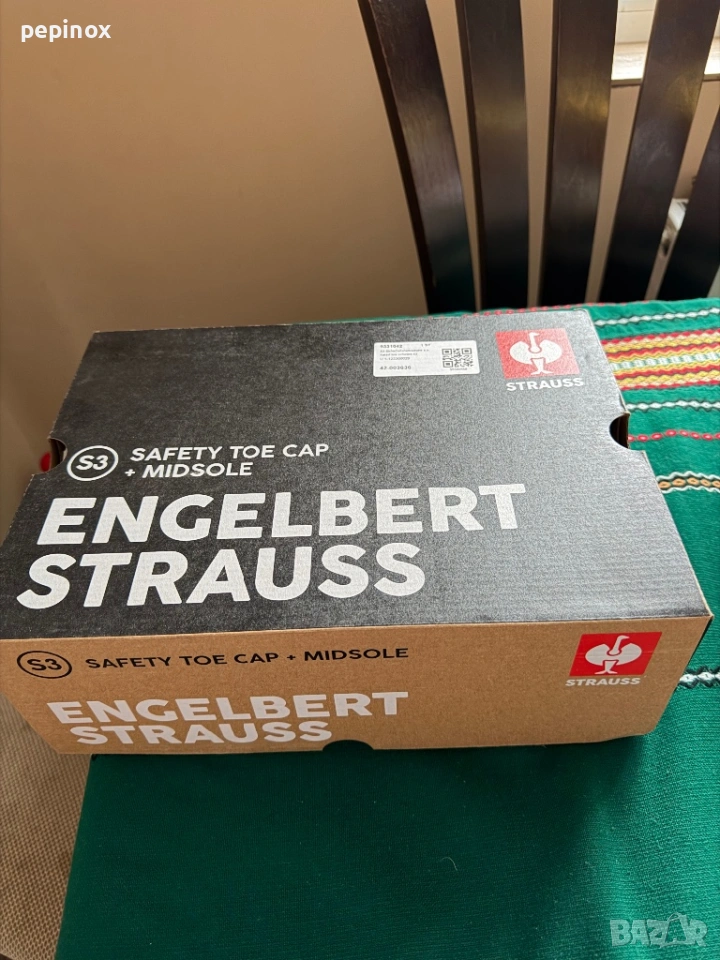 pepinox
STRAUSS
S3 SAFETY TOE CAP
+ MIDSOLE
ENGELBERT
STRAUSS
S3 SAFETY TOE CAP + MIDSOLE
ENGELBERT
STRAUSS
STRAUSS
BAZAR